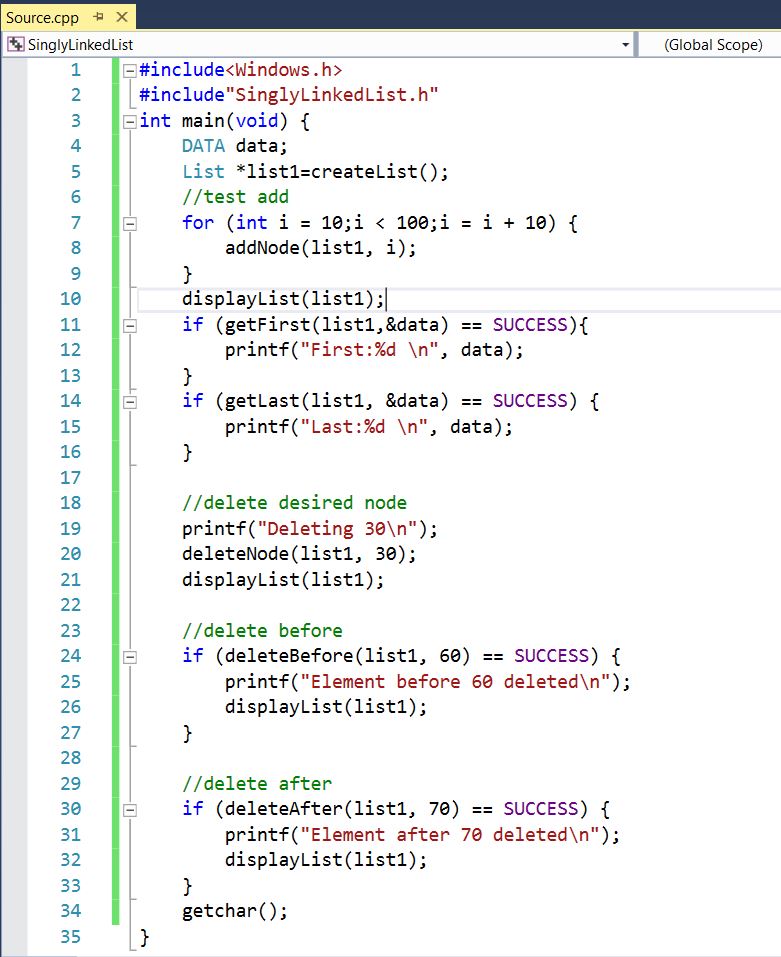 Source.cpp
SinglyLinkedList (Global Scope)
1 #include<Windows.h>
2 #include"SinglyLinkedList.h"
3 int main(void) {
4 DATA data;
5 List *list1=createList();
6 //test add
7 for (int i = 10;i < 100;i = i + 10) {
8 addNode(list1, i);
9 }
10 displayList(list1);
11 if (getFirst(list1,&data) == SUCCESS){
12 printf("First:%d \n", data);
13 }
14 if (getLast(list1, &data) == SUCCESS) {
15 printf("Last:%d \n", data);
16 }
17
18 //delete desired node
19 printf("Deleting 30\n");
20 deleteNode(list1, 30);
21 displayList(list1);
22
23 //delete before
24 if (deleteBefore(list1, 60) == SUCCESS) {
25 printf("Element before 60 deleted\n");
26 displayList(list1);
27 }
28
29 //delete after
30 if (deleteAfter(list1, 70) == SUCCESS) {
31 printf("Element after 70 deleted\n");
32 displayList(list1);
33 }
34 getchar();
35 }